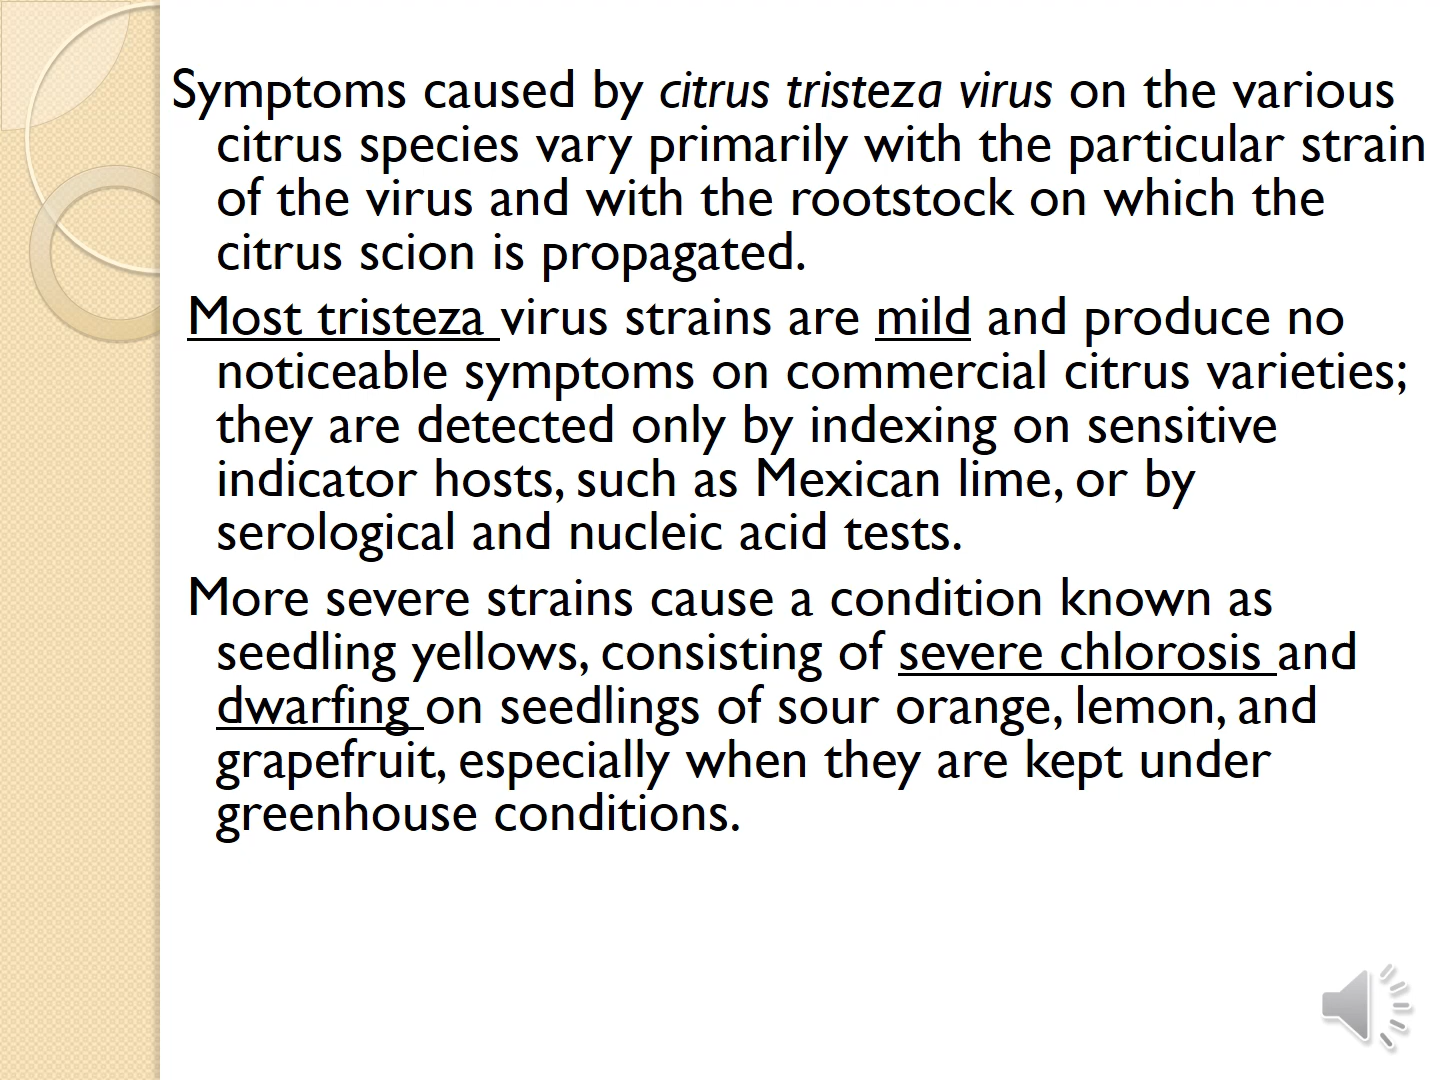 Symptoms caused by citrus tristeza virus on the various
citrus species vary primarily with the particular strain
of the virus and with the rootstock on which the
citrus scion is propagated.
Most tristeza virus strains are mild and produce no
noticeable symptoms on commercial citrus varieties;
they are detected only by indexing on sensitive
indicator hosts, such as Mexican lime, or by
serological and nucleic acid tests.
More severe strains cause a condition known as
seedling yellows, consisting of severe chlorosis and
dwarfing on seedlings of sour orange, lemon, and
grapefruit, especially when they are kept under
greenhouse conditions.